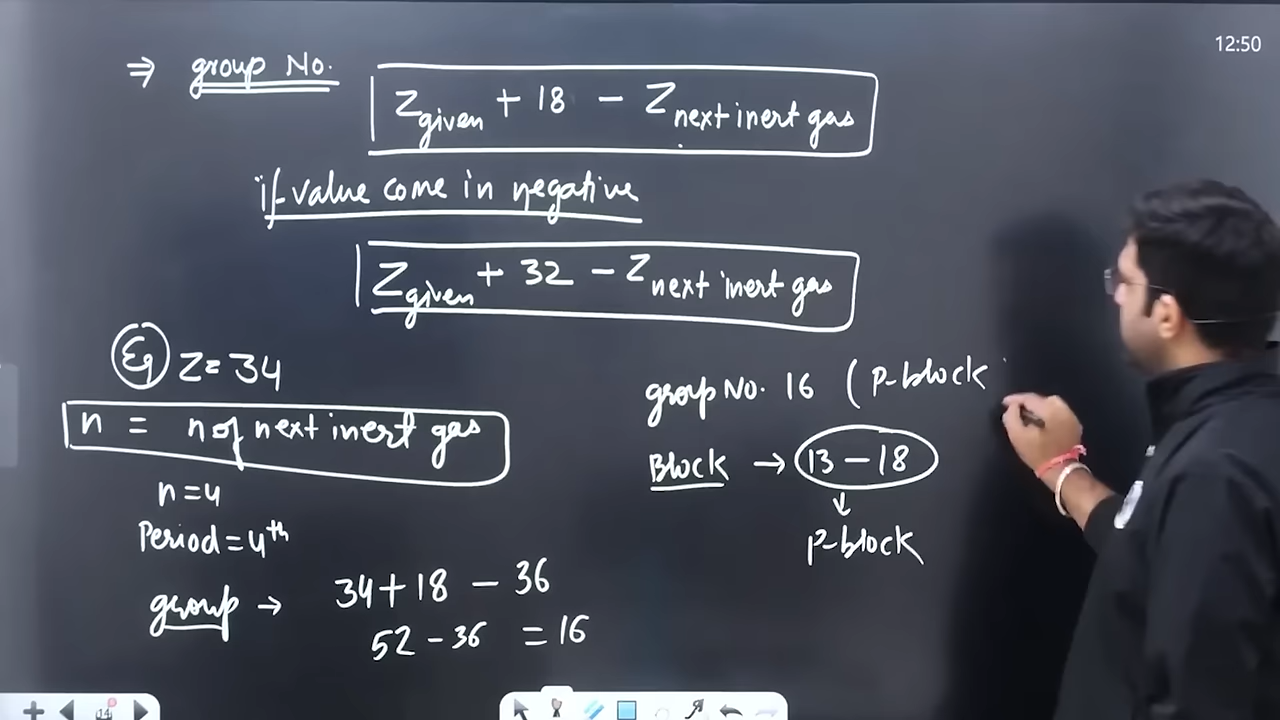 12:50
⇒ group No.
Zgiven + 18 - Znext inert gas
if value come in negative
Zgiven + 32 - Znext inert gas
Eg Z= 34
n = n of next inert gas
n=4
Period=4th
group → 34+18 - 36
52-36 =16
group No. 16 (P-block
Block → 13-18
↓
p-block
14